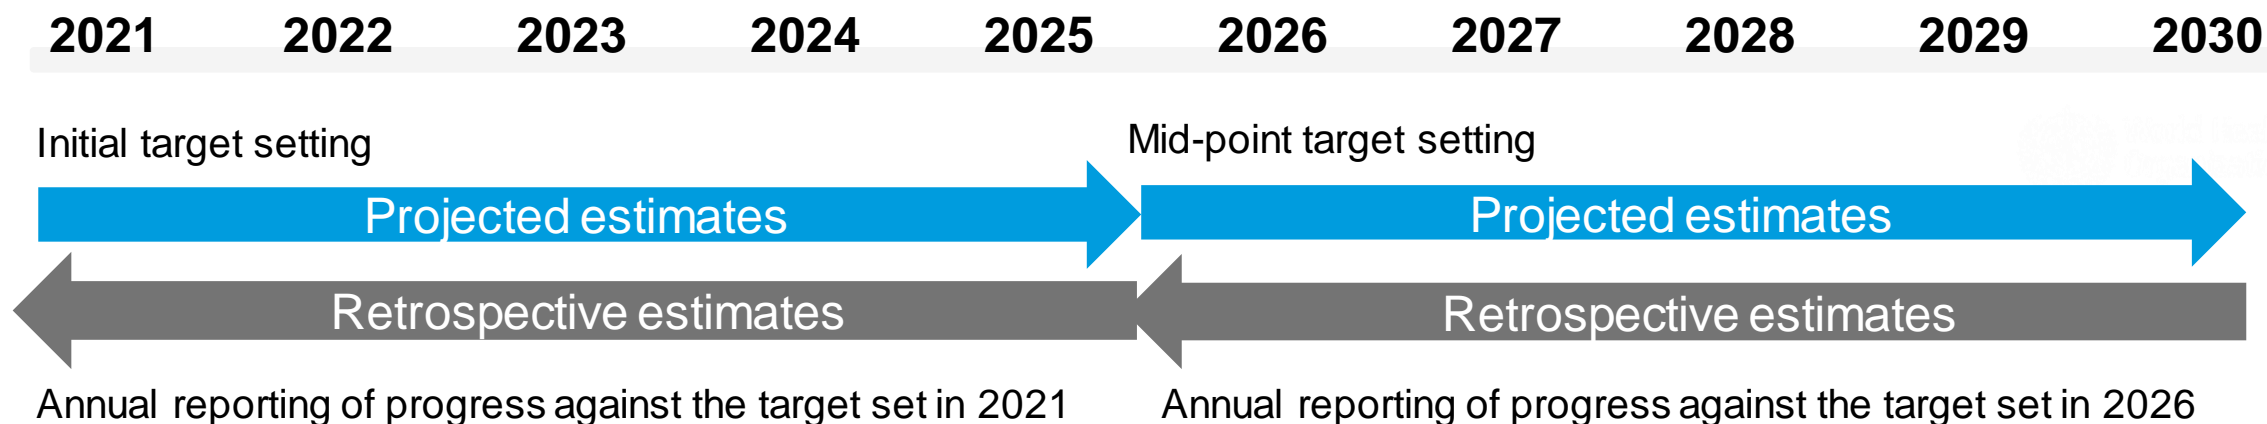 2021 2022 2023 2024 2025 2026 2027 2028 2029 2030
Initial target setting
Mid-point target setting
Projected estimates
Projected estimates
Retrospective estimates
Retrospective estimates
Annual reporting of progress against the target set in 2021
Annual reporting of progress against the target set in 2026